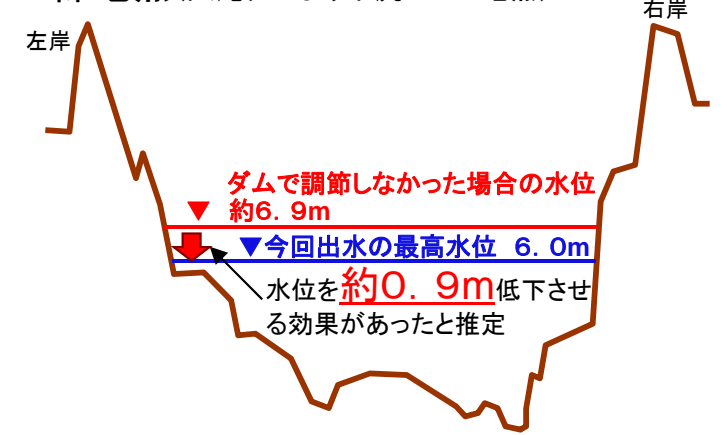 右岸
左岸
ダムで調節しなかった場合の水位
▼ 約6.9m
▼今回出水の最高水位 6.0m
水位を約0.9m低下させ
る効果があったと推定